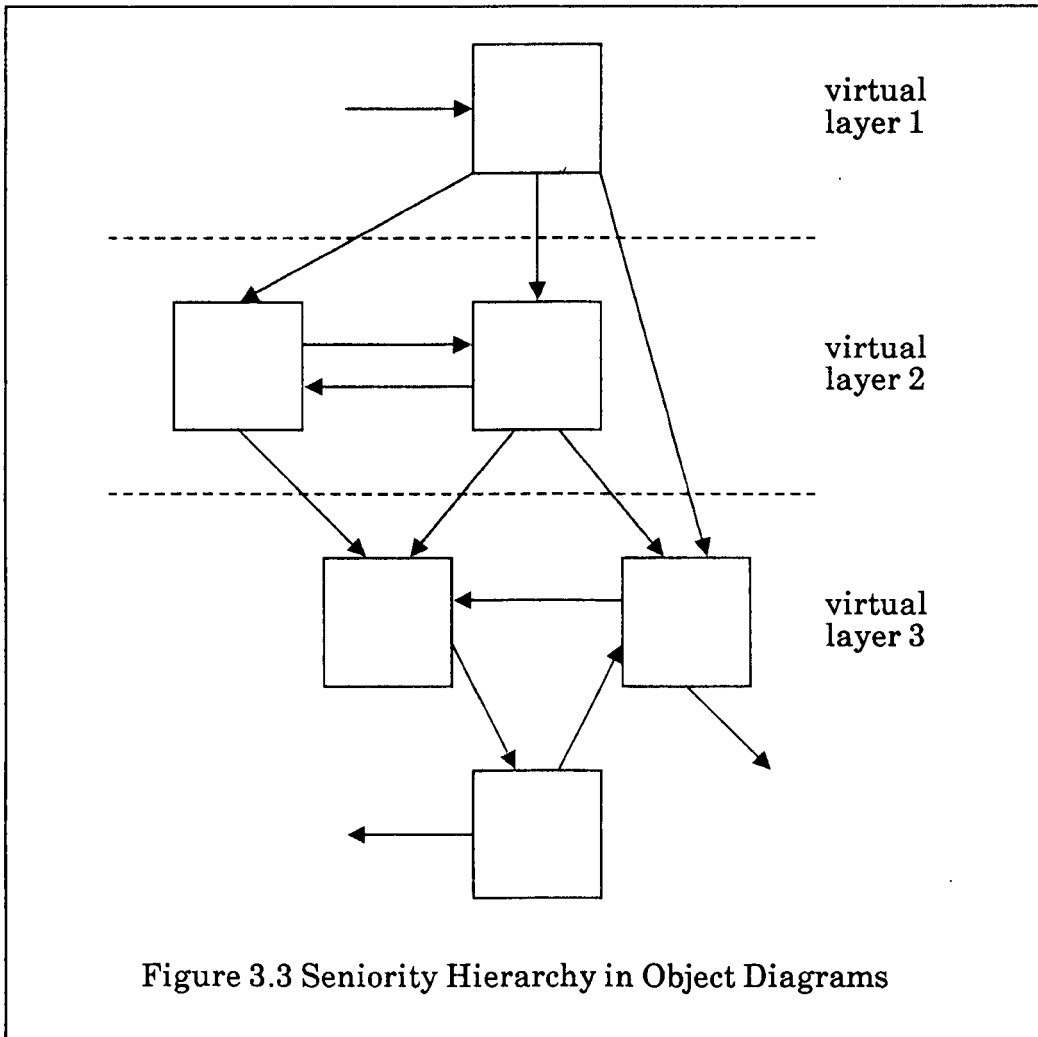 virtual
layer 1
virtual
layer 2
virtual
layer 3
Figure 3.3 Seniority Hierarchy in Object Diagrams